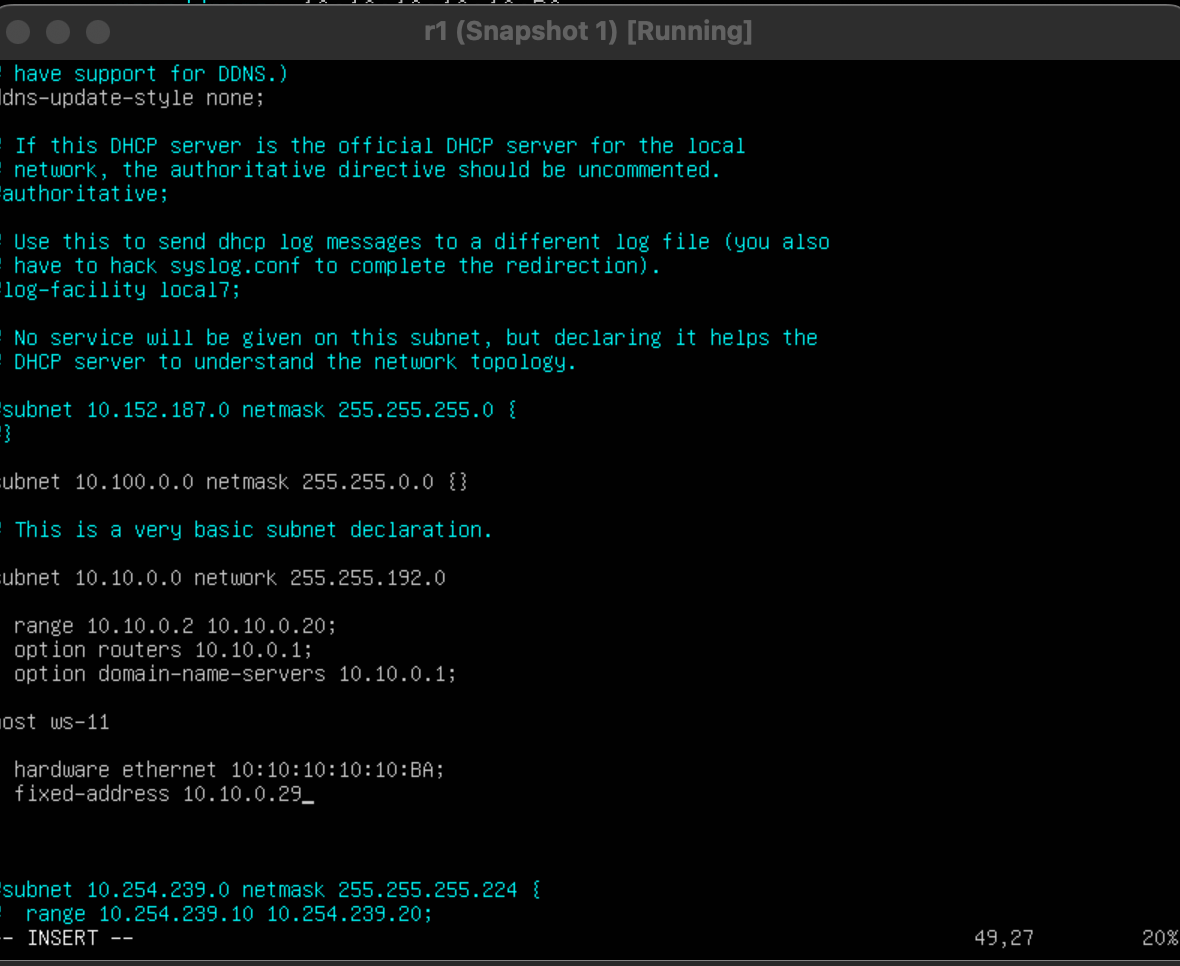 r1 (Snapshot 1) [Running]
# have support for DDNS.)
ddns-update-style none;
# If this DHCP server is the official DHCP server for the local
# network, the authoritative directive should be uncommented.
#authoritative;
# Use this to send dhcp log messages to a different log file (you also
# have to hack syslog.conf to complete the redirection).
#log-facility local7;
# No service will be given on this subnet, but declaring it helps the
# DHCP server to understand the network topology.
#subnet 10.152.187.0 netmask 255.255.255.0 {
#}
subnet 10.100.0.0 netmask 255.255.0.0 {}
# This is a very basic subnet declaration.
subnet 10.10.0.0 network 255.255.192.0
range 10.10.0.2 10.10.0.20;
option routers 10.10.0.1;
option domain-name-servers 10.10.0.1;
host ws-11
hardware ethernet 10:10:10:10:10:BA;
fixed-address 10.10.0.29_
#subnet 10.254.239.0 netmask 255.255.255.224 {
#  range 10.254.239.10 10.254.239.20;
-- INSERT -- 49,27 20%